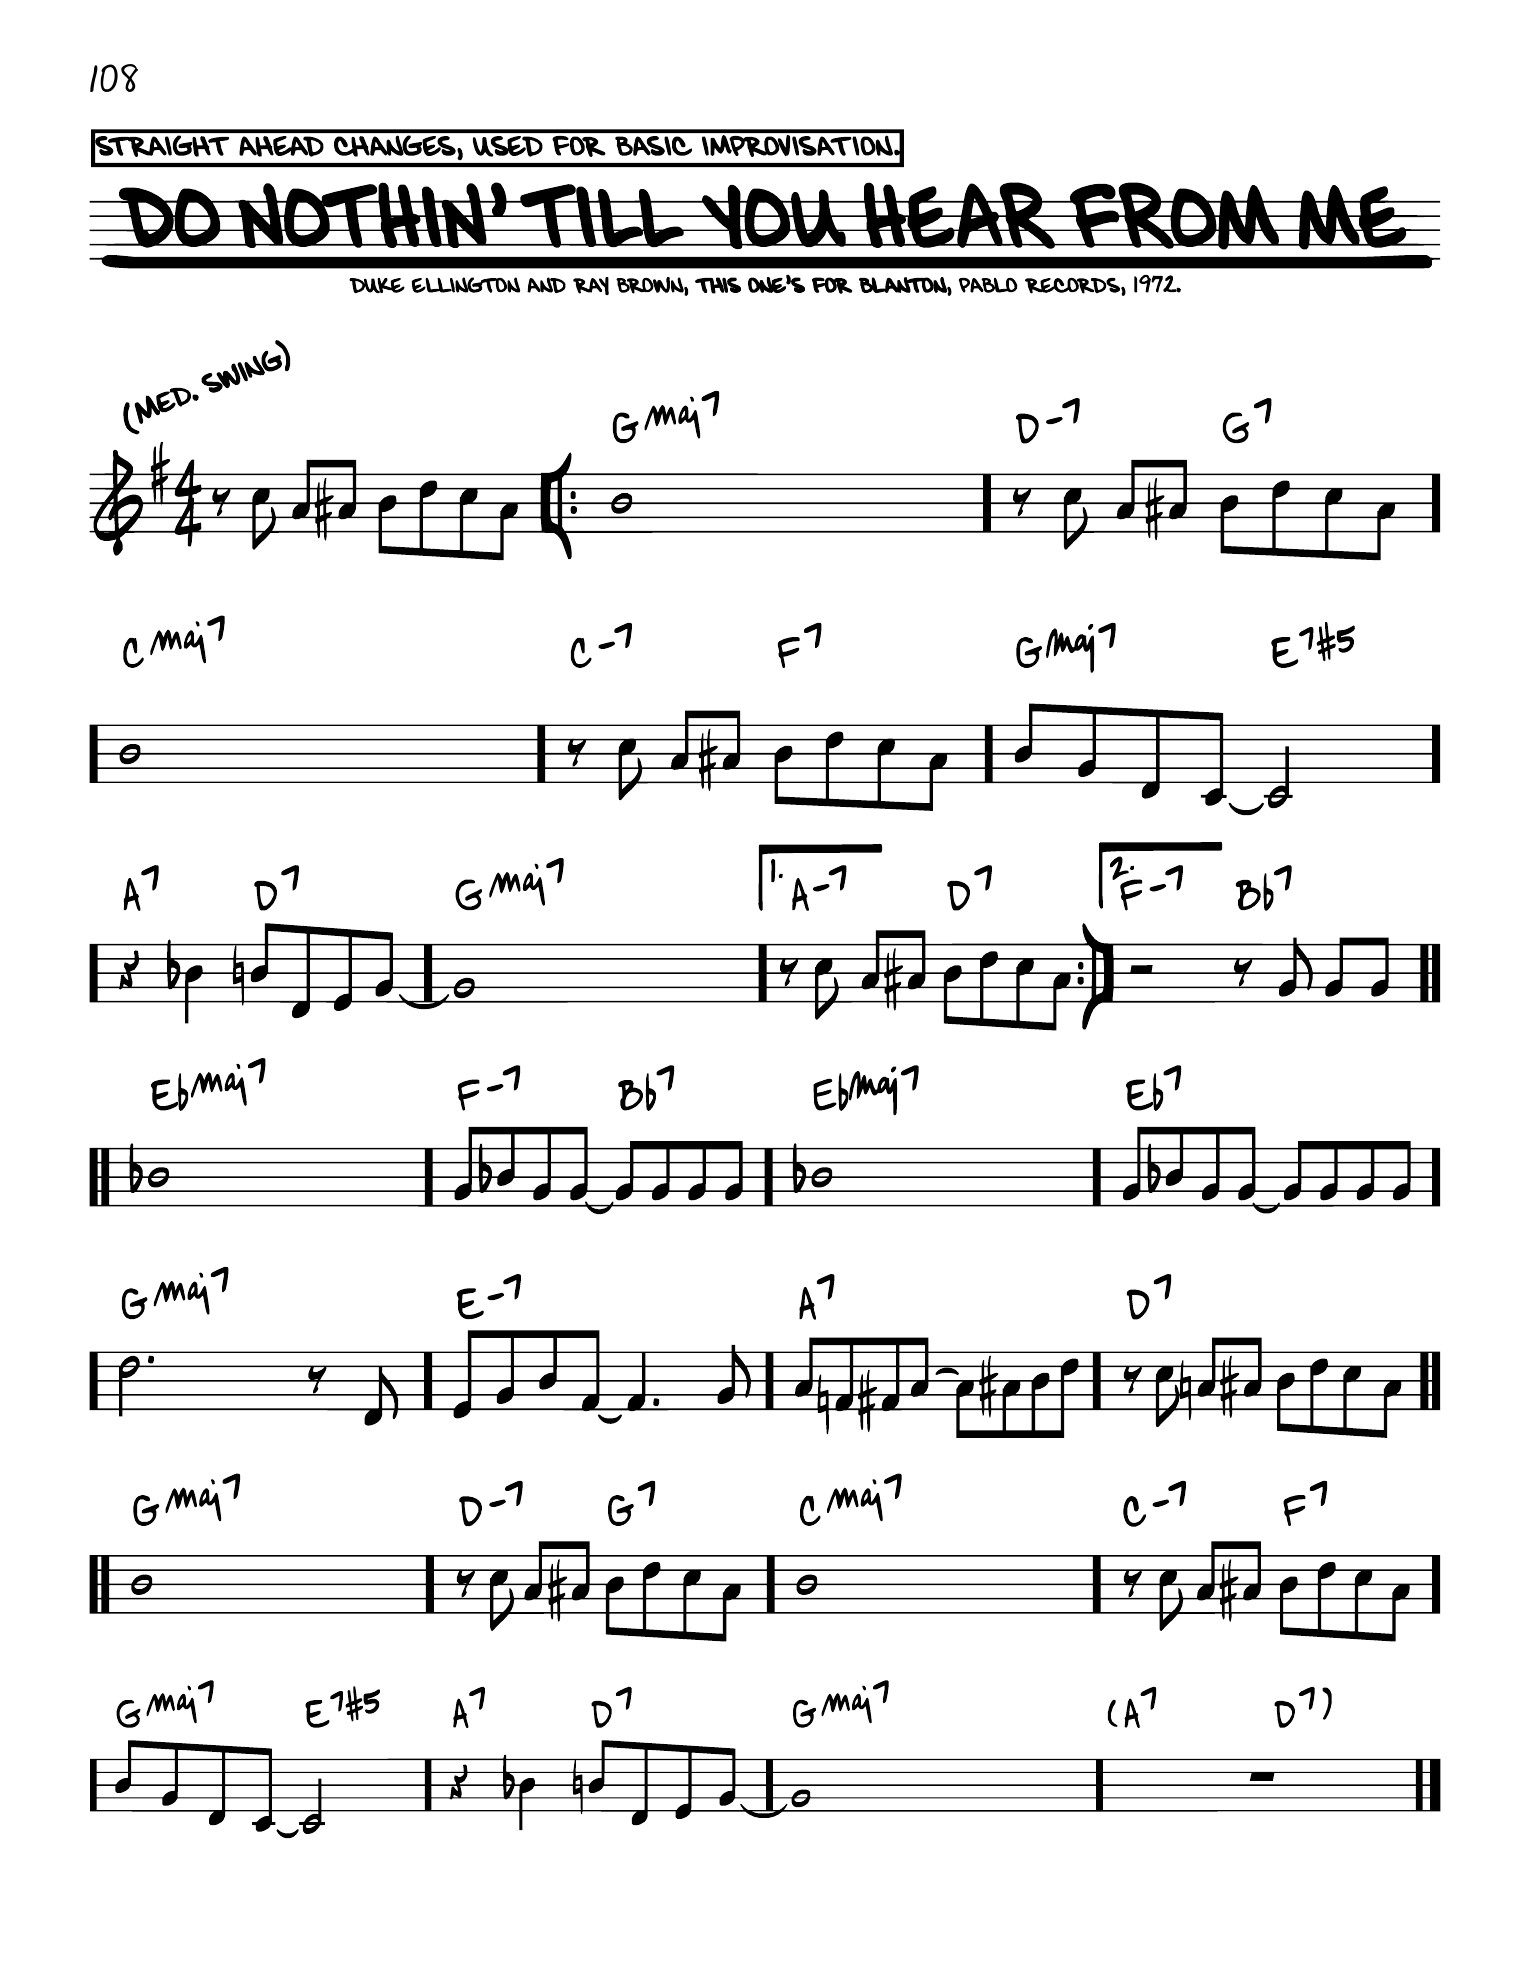 108
STRAIGHT AHEAD CHANGES, USED FOR BASIC IMPROVISATION.
DO NOTHIN' TILL YOU HEAR FROM ME
DUKE ELLINGTON AND RAY BROWN, THIS ONE'S FOR BLANTON, PABLO RECORDS, 1972.
(MED. SWING)
Gmaj7 D-7 G7
4
4
Cmaj7 C-7 F7 Gmaj7 E7#5
A7 D7 Gmaj7 1. A-7 D7 2. F-7 Bb7
Ebmaj7 F-7 Bb7 Ebmaj7 Eb7
Gmaj7 E-7 A7 D7
Gmaj7 D-7 G7 Cmaj7 C-7 F7
Gmaj7 E7#5 A7 D7 Gmaj7 (A7 D7)